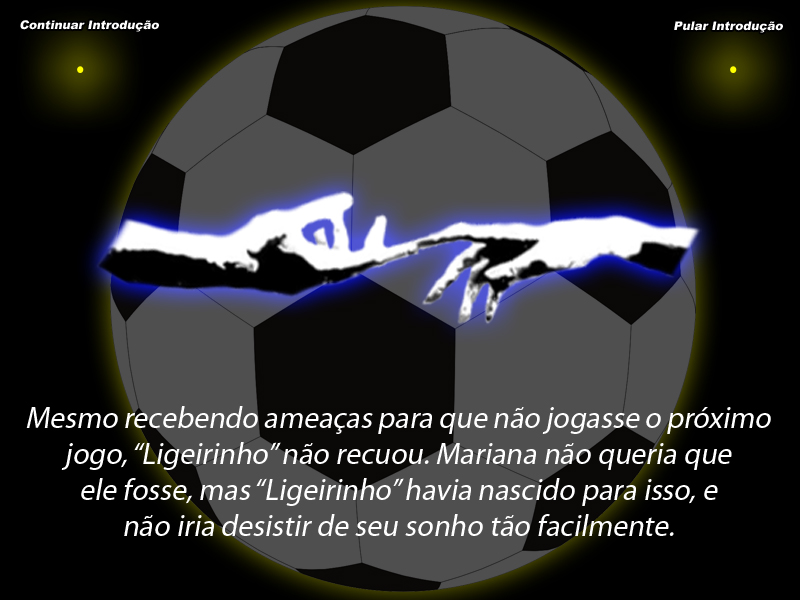 Continuar Introdução
Pular Introdução
Mesmo recebendo ameaças para que não jogasse o próximo
jogo, “Ligeirinho” não recuou. Mariana não queria que
ele fosse, mas “Ligeirinho” havia nascido para isso, e
não iria desistir de seu sonho tão facilmente.